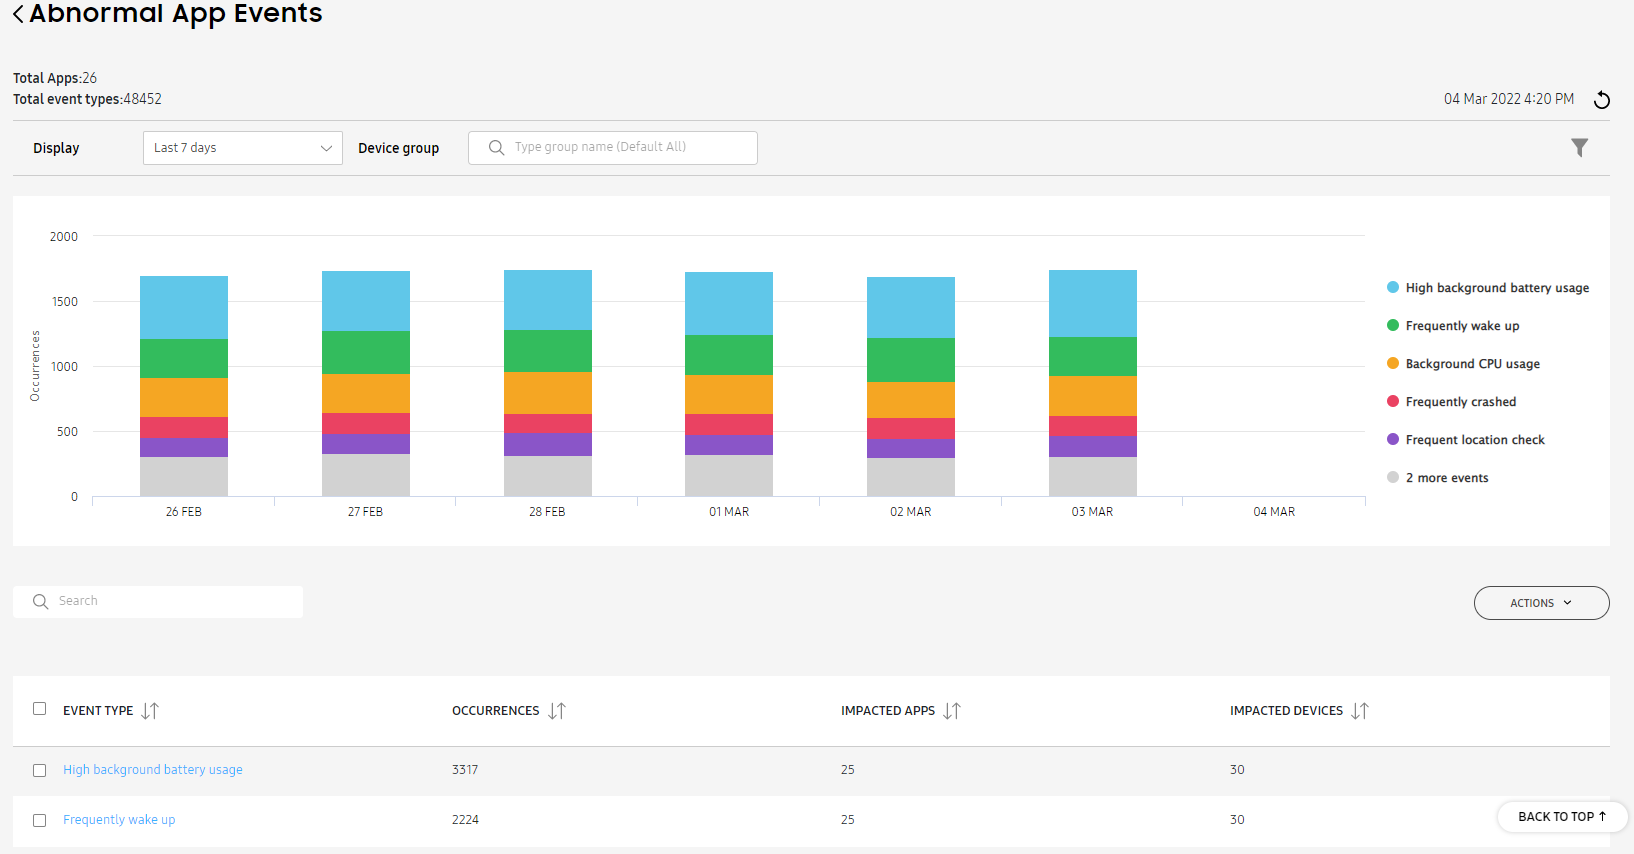 Abnormal App Events
Total Apps:26
Total event types:48452
04 Mar 2022 4:20 PM
Display
Last 7 days
Device group
Type group name (Default All)
Occurrences
2000
1500
1000
500
0
26 FEB
27 FEB
28 FEB
01 MAR
02 MAR
03 MAR
04 MAR
High background battery usage
Frequently wake up
Background CPU usage
Frequently crashed
Frequent location check
2 more events
Search
ACTIONS
EVENT TYPE OCCURRENCES IMPACTED APPS IMPACTED DEVICES
High background battery usage 3317 25 30
Frequently wake up 2224 25 30
BACK TO TOP